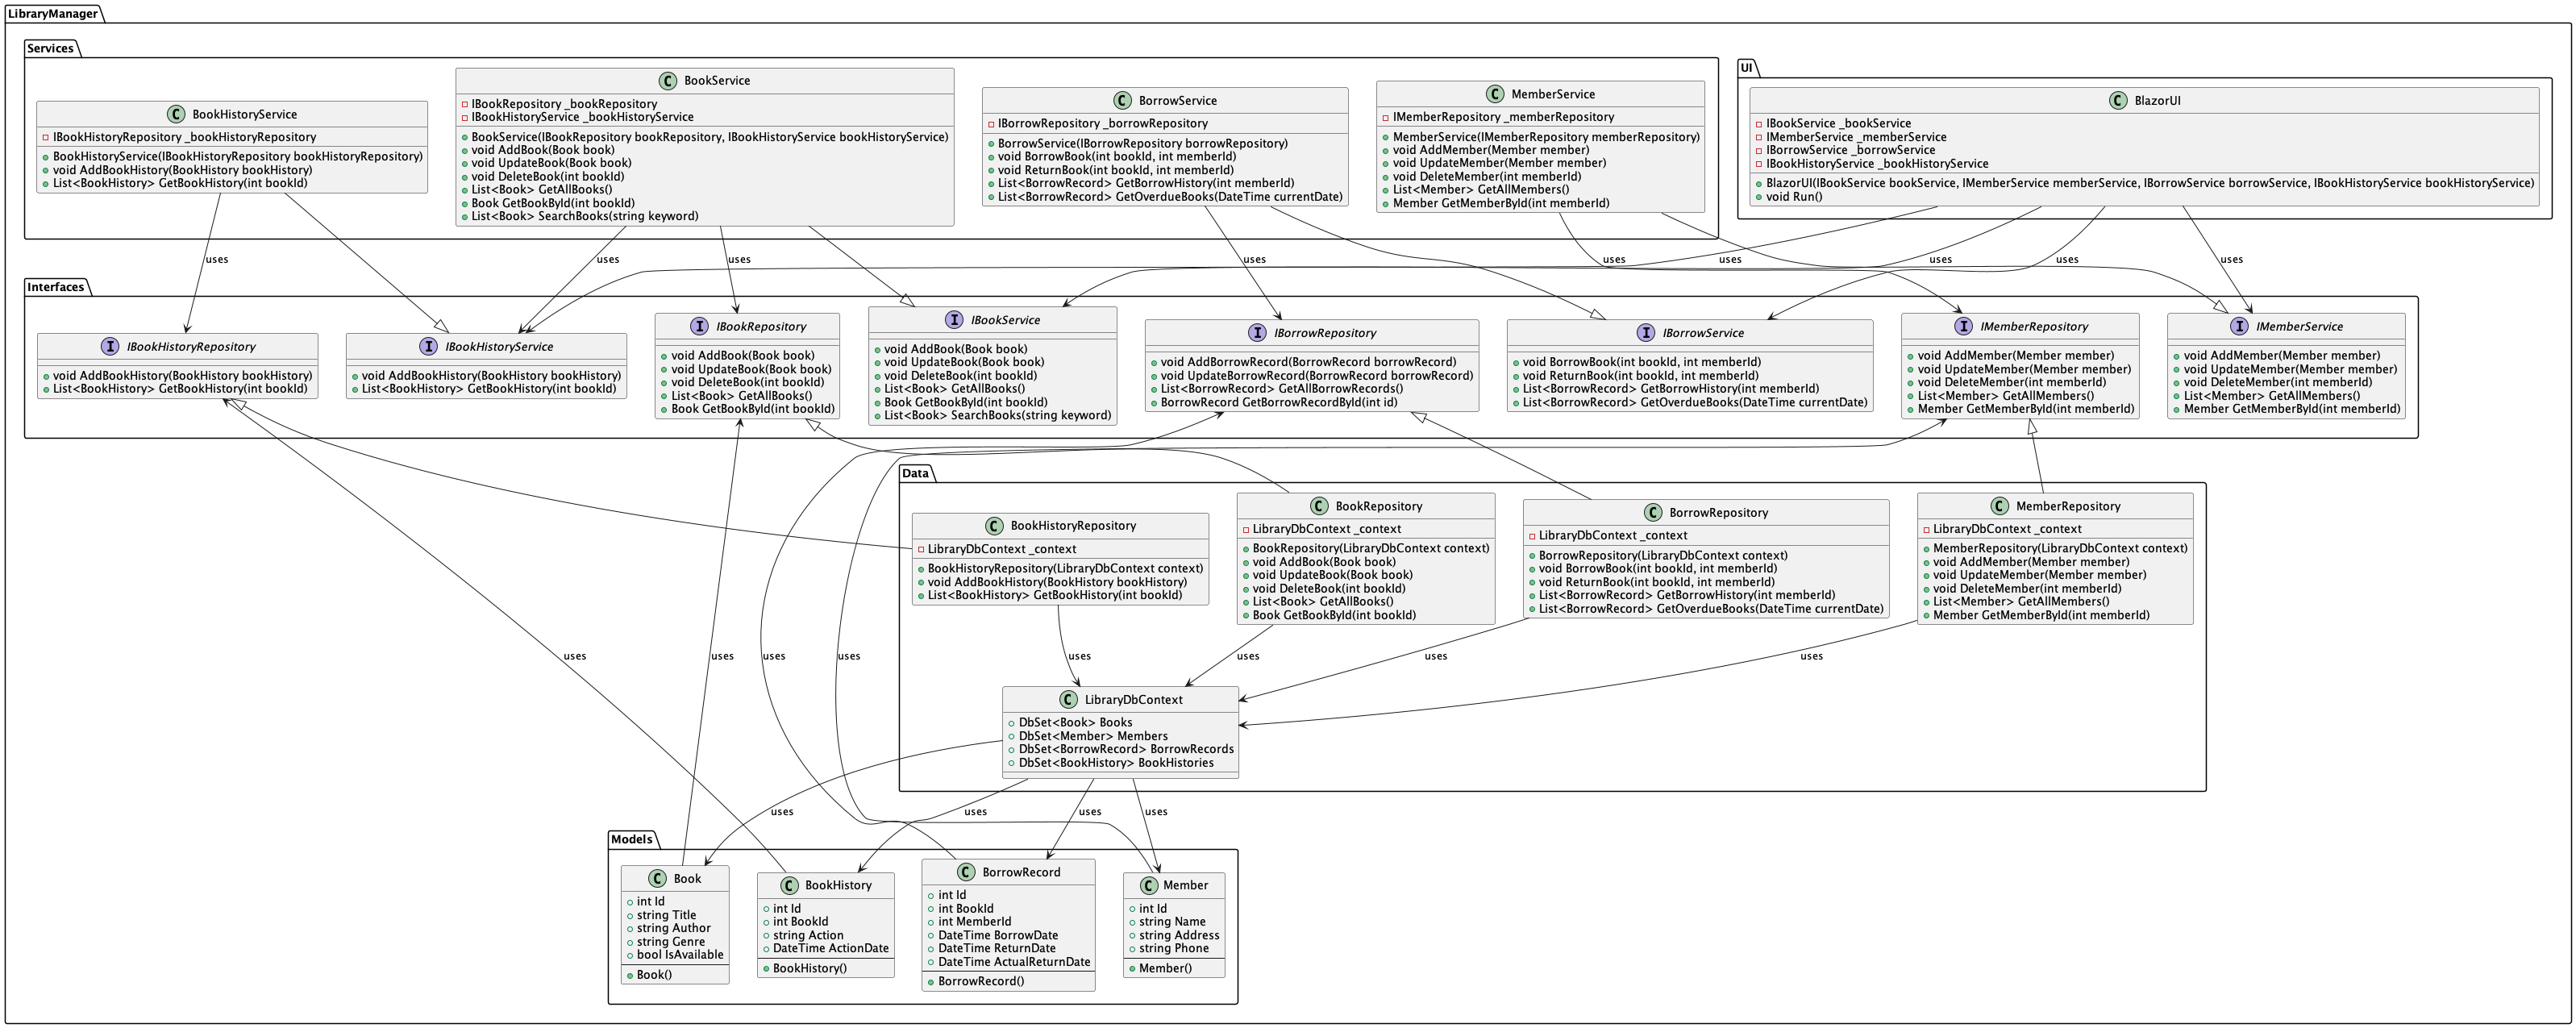 LibraryManager
Services
BookHistoryService
IBookHistoryRepository _bookHistoryRepository
BookHistoryService(IBookHistoryRepository bookHistoryRepository)
void AddBookHistory(BookHistory bookHistory)
List<BookHistory> GetBookHistory(int bookId)
BookService
IBookRepository _bookRepository
IBookHistoryService _bookHistoryService
BookService(IBookRepository bookRepository, IBookHistoryService bookHistoryService)
void AddBook(Book book)
void UpdateBook(Book book)
void DeleteBook(int bookId)
List<Book> GetAllBooks()
Book GetBookById(int bookId)
List<Book> SearchBooks(string keyword)
BorrowService
IBorrowRepository _borrowRepository
BorrowService(IBorrowRepository borrowRepository)
void BorrowBook(int bookId, int memberId)
void ReturnBook(int bookId, int memberId)
List<BorrowRecord> GetBorrowHistory(int memberId)
List<BorrowRecord> GetOverdueBooks(DateTime currentDate)
MemberService
IMemberRepository _memberRepository
MemberService(IMemberRepository memberRepository)
void AddMember(Member member)
void UpdateMember(Member member)
void DeleteMember(int memberId)
List<Member> GetAllMembers()
Member GetMemberById(int memberId)
UI
BlazorUI
IBookService _bookService
IMemberService _memberService
IBorrowService _borrowService
IBookHistoryService _bookHistoryService
BlazorUI(IBookService bookService, IMemberService memberService, IBorrowService borrowService, IBookHistoryService bookHistoryService)
void Run()
uses
uses
uses
uses
uses
uses
uses
uses
Interfaces
IBookHistoryRepository
void AddBookHistory(BookHistory bookHistory)
List<BookHistory> GetBookHistory(int bookId)
IBookHistoryService
void AddBookHistory(BookHistory bookHistory)
List<BookHistory> GetBookHistory(int bookId)
IBookRepository
void AddBook(Book book)
void UpdateBook(Book book)
void DeleteBook(int bookId)
List<Book> GetAllBooks()
Book GetBookById(int bookId)
IBookService
void AddBook(Book book)
void UpdateBook(Book book)
void DeleteBook(int bookId)
List<Book> GetAllBooks()
Book GetBookById(int bookId)
List<Book> SearchBooks(string keyword)
IBorrowRepository
void AddBorrowRecord(BorrowRecord borrowRecord)
void UpdateBorrowRecord(BorrowRecord borrowRecord)
List<BorrowRecord> GetAllBorrowRecords()
BorrowRecord GetBorrowRecordById(int id)
IBorrowService
void BorrowBook(int bookId, int memberId)
void ReturnBook(int bookId, int memberId)
List<BorrowRecord> GetBorrowHistory(int memberId)
List<BorrowRecord> GetOverdueBooks(DateTime currentDate)
IMemberRepository
void AddMember(Member member)
void UpdateMember(Member member)
void DeleteMember(int memberId)
List<Member> GetAllMembers()
Member GetMemberById(int memberId)
IMemberService
void AddMember(Member member)
void UpdateMember(Member member)
void DeleteMember(int memberId)
List<Member> GetAllMembers()
Member GetMemberById(int memberId)
Data
BookHistoryRepository
LibraryDbContext _context
BookHistoryRepository(LibraryDbContext context)
void AddBookHistory(BookHistory bookHistory)
List<BookHistory> GetBookHistory(int bookId)
BookRepository
LibraryDbContext _context
BookRepository(LibraryDbContext context)
void AddBook(Book book)
void UpdateBook(Book book)
void DeleteBook(int bookId)
List<Book> GetAllBooks()
Book GetBookById(int bookId)
BorrowRepository
LibraryDbContext _context
BorrowRepository(LibraryDbContext context)
void BorrowBook(int bookId, int memberId)
void ReturnBook(int bookId, int memberId)
List<BorrowRecord> GetBorrowHistory(int memberId)
List<BorrowRecord> GetOverdueBooks(DateTime currentDate)
MemberRepository
LibraryDbContext _context
MemberRepository(LibraryDbContext context)
void AddMember(Member member)
void UpdateMember(Member member)
void DeleteMember(int memberId)
List<Member> GetAllMembers()
Member GetMemberById(int memberId)
uses
uses
uses
uses
uses
uses
uses
uses
LibraryDbContext
DbSet<Book> Books
DbSet<Member> Members
DbSet<BorrowRecord> BorrowRecords
DbSet<BookHistory> BookHistories
uses
uses
uses
uses
Models
Book
int Id
string Title
string Author
string Genre
bool IsAvailable
Book()
BookHistory
int Id
int BookId
string Action
DateTime ActionDate
BookHistory()
BorrowRecord
int Id
int BookId
int MemberId
DateTime BorrowDate
DateTime ReturnDate
DateTime ActualReturnDate
BorrowRecord()
Member
int Id
string Name
string Address
string Phone
Member()